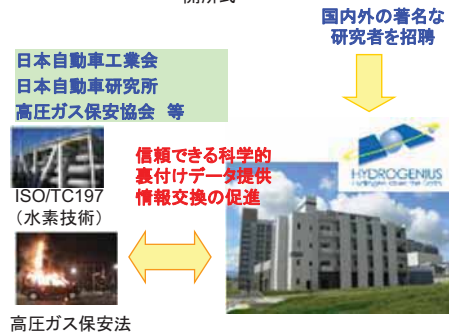 国内外の著名な
研究者を招聘
日本自動車工業会
日本自動車研究所
高圧ガス保安協会 等
信頼できる科学的
裏付けデータ提供
情報交換の促進
HYDROGENIUS
ISO/TC197
(水素技術)
高圧ガス保安法